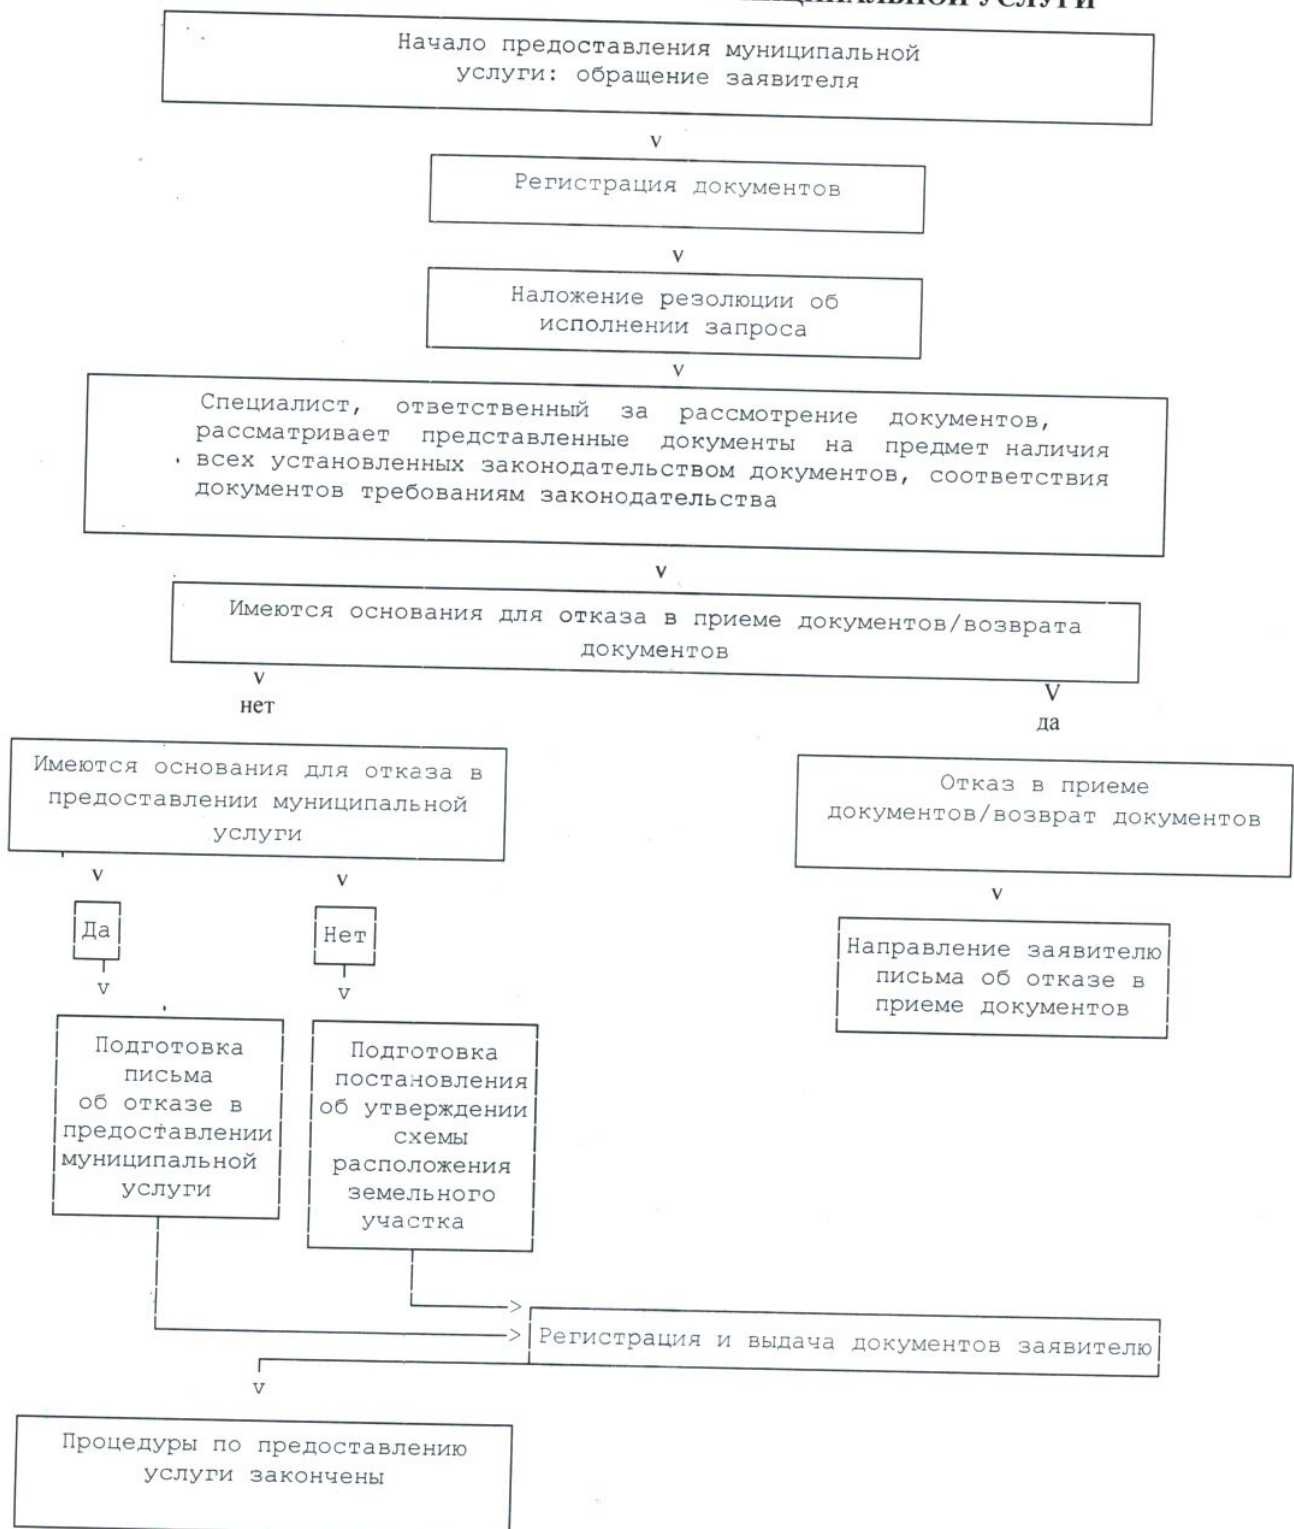 УСЛУГИ
Начало предоставления муниципальной
услуги: обращение заявителя
v
Регистрация документов
v
Наложение резолюции об
исполнении запроса
v
Специалист, ответственный за рассмотрение документов,
рассматривает представленные документы на предмет наличия
всех установленных законодательством документов, соответствия
документов требованиям законодательства
v
Имеются основания для отказа в приеме документов/возврата
документов
v
V
нет
да
Имеются основания для отказа в
предоставлении муниципальной
услуги
Отказ в приеме
документов/возврат документов
v
v
v
Да
Нет
Направление заявителю
письма об отказе в
приеме документов
v
v
Подготовка
письма
об отказе в
предоставлении
муниципальной
услуги
Подготовка
постановления
об утверждении
схемы
расположения
земельного
участка
>
> Регистрация и выдача документов заявителю
v
Процедуры по предоставлению
услуги закончены